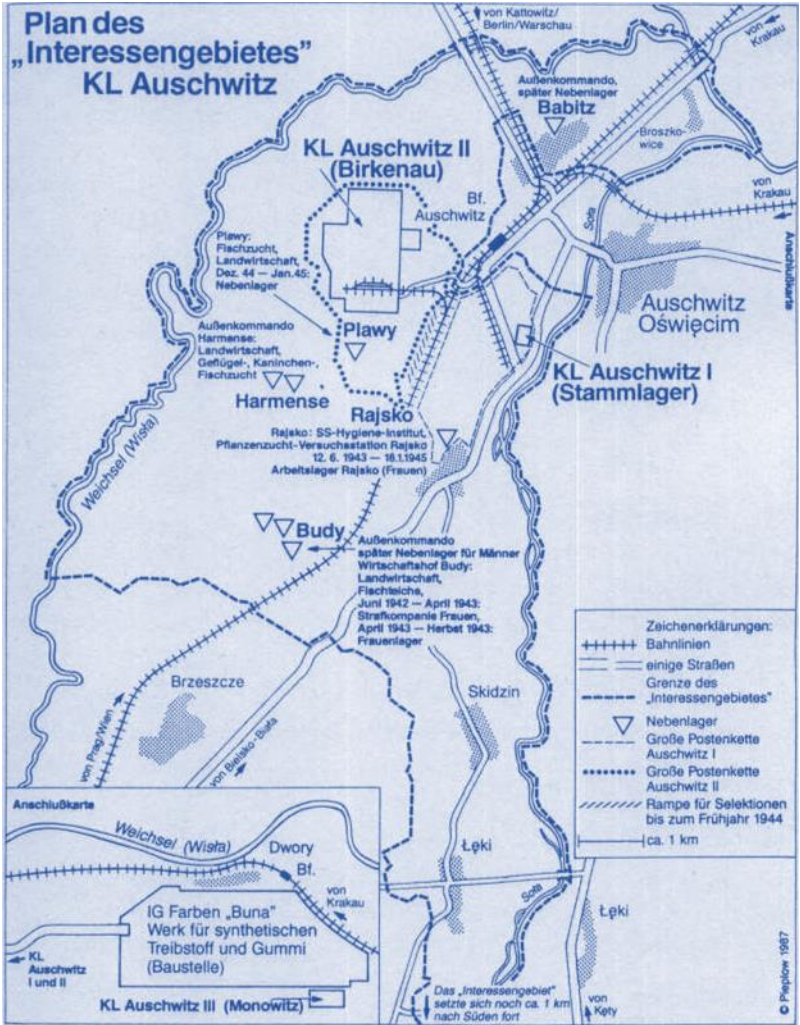 Plan des
„Interessengebietes”
KL Auschwitz
von Kattowitz/
Berlin/Warschau
von
Krakau
Außenkommando,
später Nebenlager
Babitz
Broszko-
wice
KL Auschwitz II
(Birkenau)
Bf.
Auschwitz
von
Krakau
Soła
Anschlußkarte
Plawy:
Fischzucht,
Landwirtschaft,
Dez. 44 — Jan.45:
Nebenlager
Auschwitz
Oświęcim
Außenkommando
Harmense:
Landwirtschaft,
Geflügel-, Kaninchen-,
Fischzucht
Plawy
Harmense
KL Auschwitz I
(Stammlager)
Rajsko
Rajsko: SS-Hygiene-Institut,
Pflanzenzucht-Versuchsstation Rajsko
12. 6. 1943 — 18.1.1945
Arbeitslager Rajsko (Frauen)
Weichsel (Wisła)
Budy
Außenkommando
später Nebenlager für Männer
Wirtschaftshof Budy:
Landwirtschaft,
Fischteiche,
Juni 1942 — April 1943:
Strafkompanie Frauen,
April 1943 — Herbst 1943:
Frauenlager
Brzeszcze
von Prag/Wien
von Bielsko-Biała
Skidzin
Zeichenerklärungen:
Bahnlinien
einige Straßen
Grenze des
„Interessengebietes”
Nebenlager
Große Postenkette
Auschwitz I
Große Postenkette
Auschwitz II
Rampe für Selektionen
bis zum Frühjahr 1944
ca. 1 km
Anschlußkarte
Weichsel (Wisła)
Dwory
Bf.
von
Krakau
IG Farben „Buna”
Werk für synthetischen
Treibstoff und Gummi
(Baustelle)
KL
Auschwitz
I und II
KL Auschwitz III (Monowitz)
Łęki
Soła
Łęki
Das „Interessengebiet”
setzte sich noch ca. 1 km
nach Süden fort
von
Kęty
© Pieplow 1987